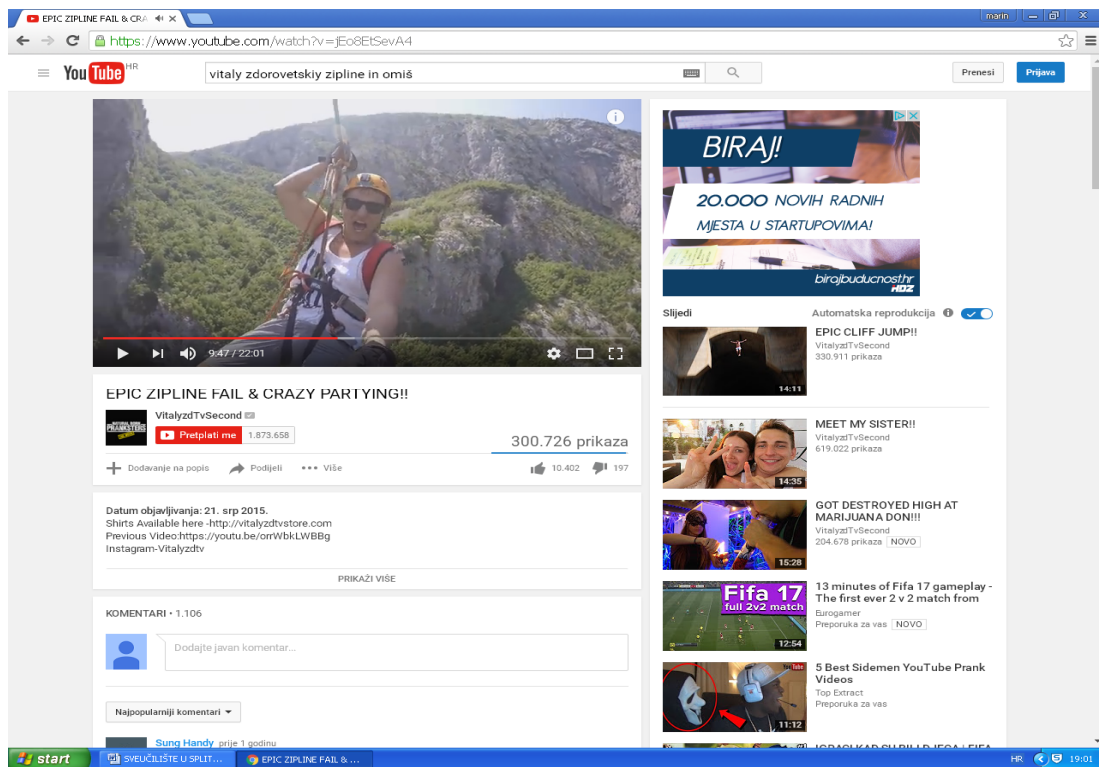 EPIC ZIPLINE FAIL & CRA
marin
https://www.youtube.com/watch?v=jEo8EtSevA4
You Tube HR
vitaly zdorovetskiy zipline in omiš
Prenesi
Prijava
9:47 / 22:01
EPIC ZIPLINE FAIL & CRAZY PARTYING!!
VitalyzdTvSecond
Pretplati me 1.873.658
300.726 prikaza
Dodavanje na popis Podijeli Više
10.402 197
Datum objavljivanja: 21. srp 2015.
Shirts Available here -http://vitalyzdtvstore.com
Previous Video:https://youtu.be/orrWbkLWBBg
Instagram-Vitalyzdtv
PRIKAŽI VIŠE
KOMENTARI • 1.106
Dodajte javan komentar...
Najpopularniji komentari
Sung Handy prije 1 godinu
BIRAJ!
20.000 NOVIH RADNIH
MJESTA U STARTUPOVIMA!
birajbuducnost.hr
HDZ
Slijedi
Automatska reprodukcija
EPIC CLIFF JUMP!!
VitalyzdTvSecond
330.911 prikaza
14:11
MEET MY SISTER!!
VitalyzdTvSecond
619.022 prikaza
14:35
GOT DESTROYED HIGH AT
MARIJUANA DON!!!
VitalyzdTvSecond
204.678 prikaza NOVO
15:28
Fifa 17
full 2v2 match
12:54
13 minutes of Fifa 17 gameplay -
The first ever 2 v 2 match from
Eurogamer
Preporuka za vas NOVO
5 Best Sidemen YouTube Prank
Videos
Top Extract
Preporuka za vas
11:12
start
SVEUČILIŠTE U SPLIT...
EPIC ZIPLINE FAIL & ...
HR
19:01